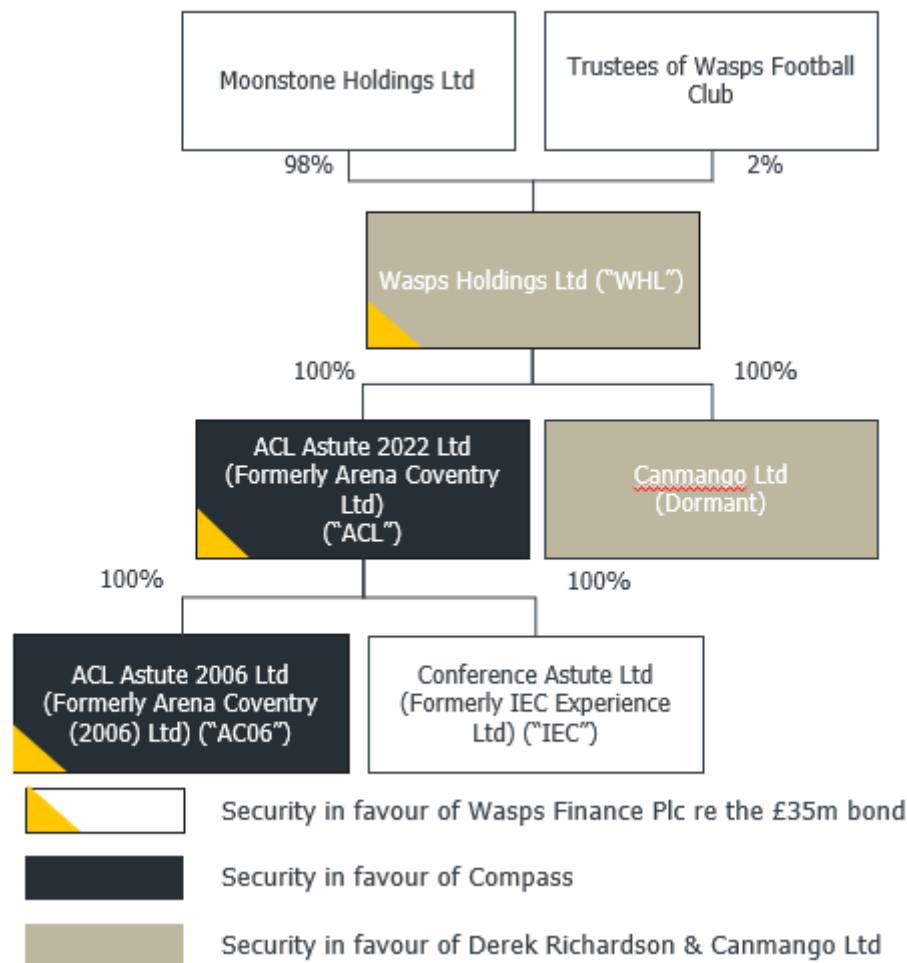 Moonstone Holdings Ltd
Trustees of Wasps Football
Club
98%
2%
Wasps Holdings Ltd (“WHL”)
100%
100%
ACL Astute 2022 Ltd
(Formerly Arena Coventry
Ltd)
(“ACL”)
Canmango Ltd
(Dormant)
100%
100%
ACL Astute 2006 Ltd
(Formerly Arena Coventry
(2006) Ltd) (“AC06”)
Conference Astute Ltd
(Formerly IEC Experience
Ltd) (“IEC”)
Security in favour of Wasps Finance Plc re the £35m bond
Security in favour of Compass
Security in favour of Derek Richardson & Canmango Ltd